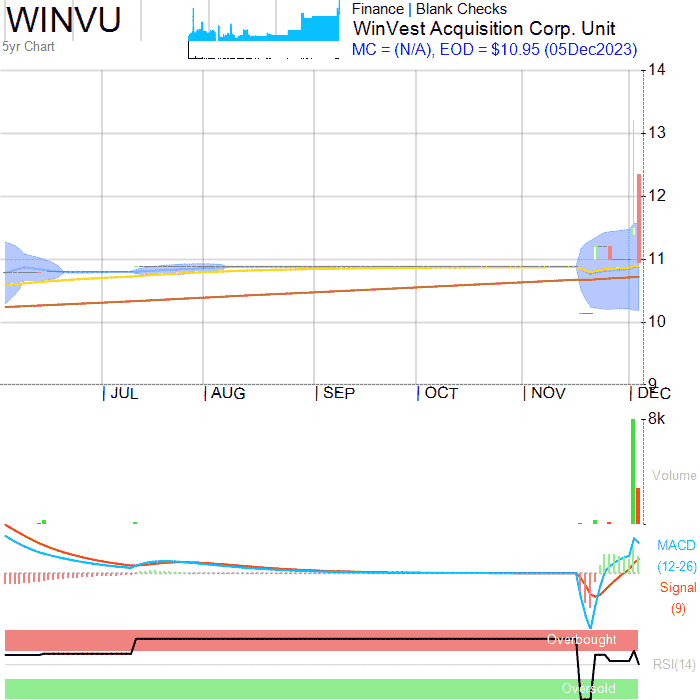 WINVU
5yr Chart
Finance | Blank Checks
WinVest Acquisition Corp. Unit
MC = (N/A), EOD = $10.95 (05Dec2023)
14
13
12
11
10
9
JUL
AUG
SEP
OCT
NOV
DEC
8k
Volume
MACD
(12-26)
Signal
(9)
Overbought
RSI(14)
Oversold